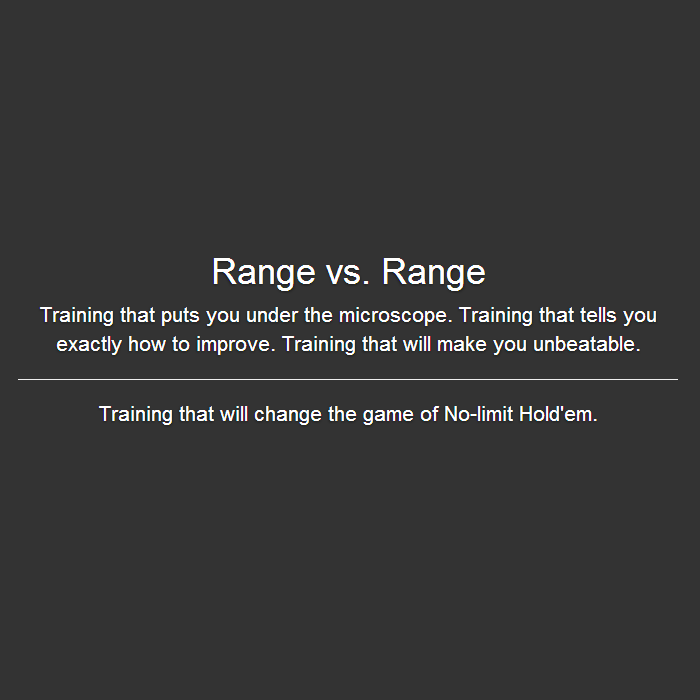 Range vs. Range
Training that puts you under the microscope. Training that tells you
exactly how to improve. Training that will make you unbeatable.
Training that will change the game of No-limit Hold'em.